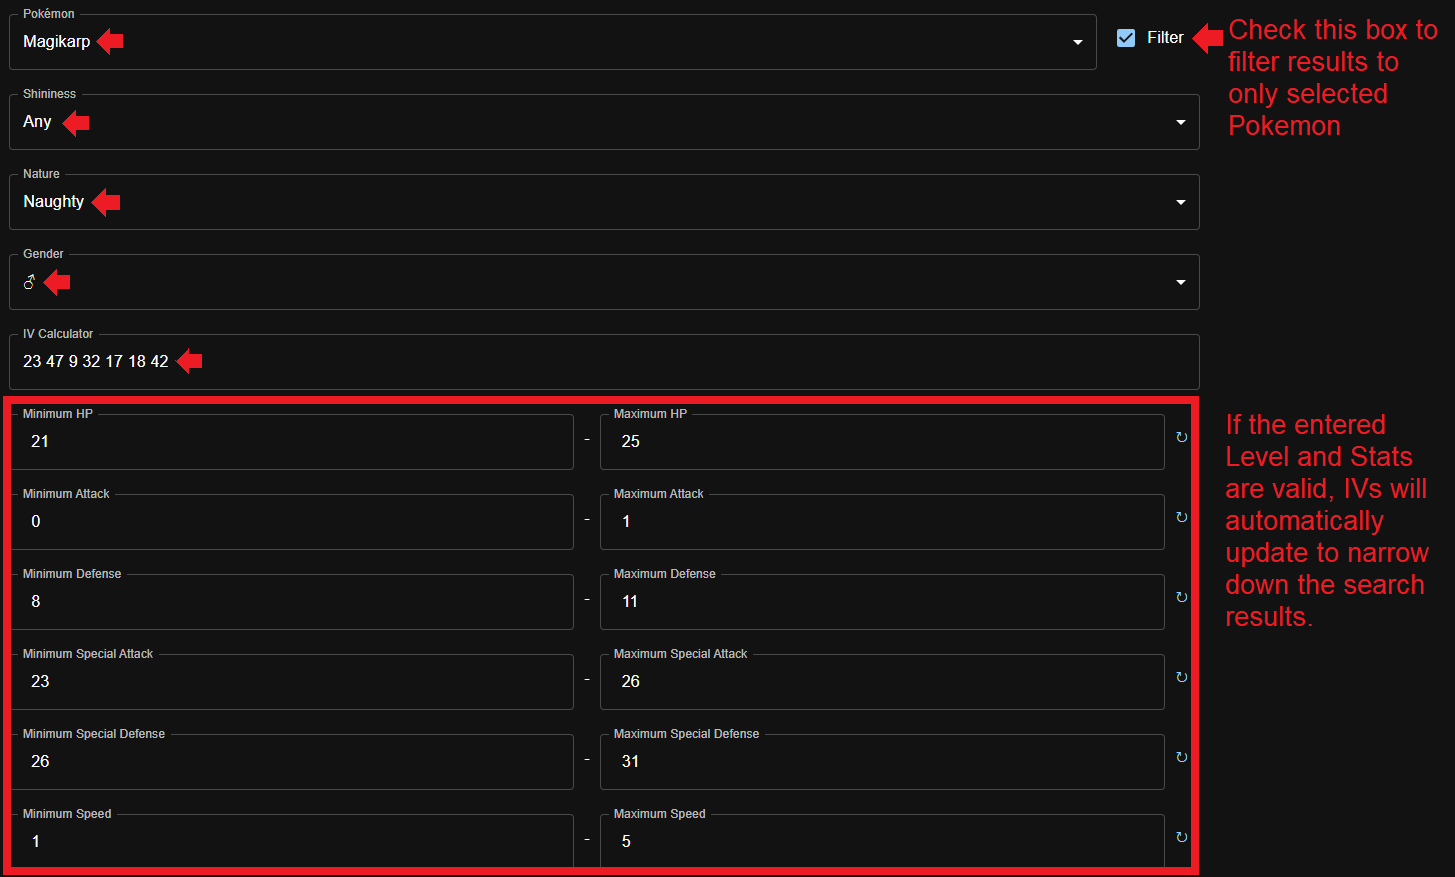 Pokémon
Magikarp
Filter
Check this box to
filter results to
only selected
Pokemon
Shininess
Any
Nature
Naughty
Gender
♂
IV Calculator
23 47 9 32 17 18 42
Minimum HP
21
-
Maximum HP
25
↻
If the entered
Level and Stats
are valid, IVs will
automatically
update to narrow
down the search
results.
Minimum Attack
0
-
Maximum Attack
1
↻
Minimum Defense
8
-
Maximum Defense
11
↻
Minimum Special Attack
23
-
Maximum Special Attack
26
↻
Minimum Special Defense
26
-
Maximum Special Defense
31
↻
Minimum Speed
1
-
Maximum Speed
5
↻